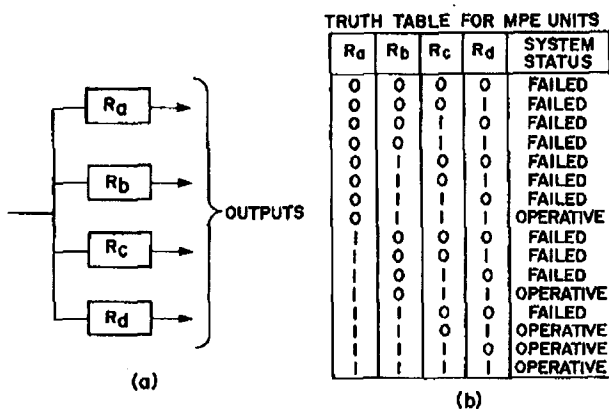 Ra
Rb
Rc
Rd
OUTPUTS
(a)
TRUTH TABLE FOR MPE UNITS
Ra Rb Rc Rd SYSTEM STATUS
0 0 0 0 FAILED
0 0 0 1 FAILED
0 0 1 0 FAILED
0 0 1 1 FAILED
0 1 0 0 FAILED
0 1 0 1 FAILED
0 1 1 0 FAILED
0 1 1 1 OPERATIVE
1 0 0 0 FAILED
1 0 0 1 FAILED
1 0 1 0 FAILED
1 0 1 1 OPERATIVE
1 1 0 0 FAILED
1 1 0 1 OPERATIVE
1 1 1 0 OPERATIVE
1 1 1 1 OPERATIVE
(b)